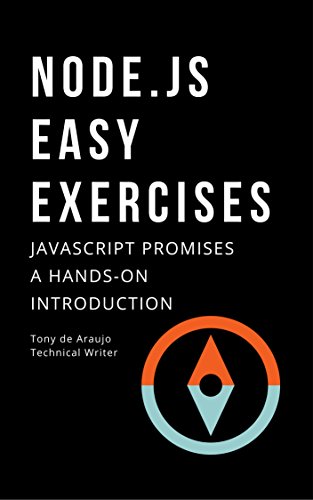 NODE.JS
EASY
EXERCISES
JAVASCRIPT PROMISES
A HANDS-ON
INTRODUCTION
Tony de Araujo
Technical Writer